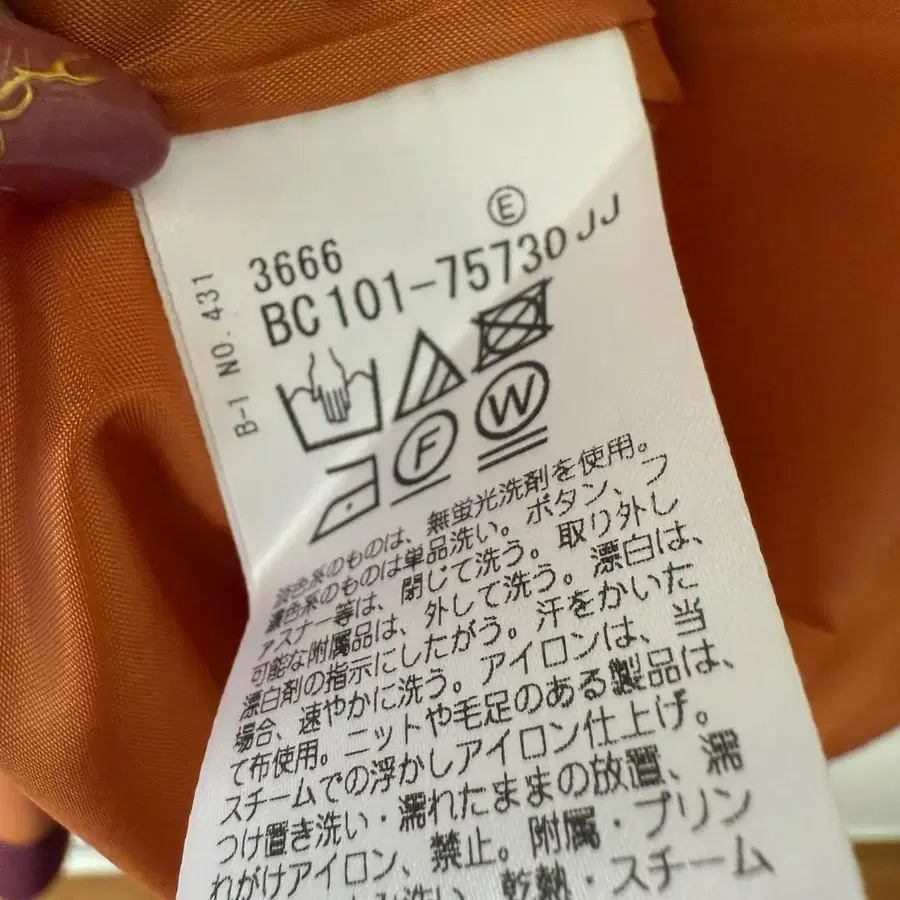 E
3666
BC101-75730JJ
B-1 NO. 431
F
W
淡色系のものは、無蛍光洗剤を使用。
濃色系のものは単品洗い。ボタン、フ
ァスナー等は、閉じて洗う。取り外し
可能な附属品は、外して洗う。漂白は、
漂白剤の指示にしたがう。汗をかいた
場合、速やかに洗う。アイロンは、当
て布使用。ニットや毛足のある製品は、
スチームでの浮かしアイロン仕上げ。
つけ置き洗い・濡れたままの放置、濡
れがけアイロン、禁止。附属・プリン
み洗い、乾熱・スチーム